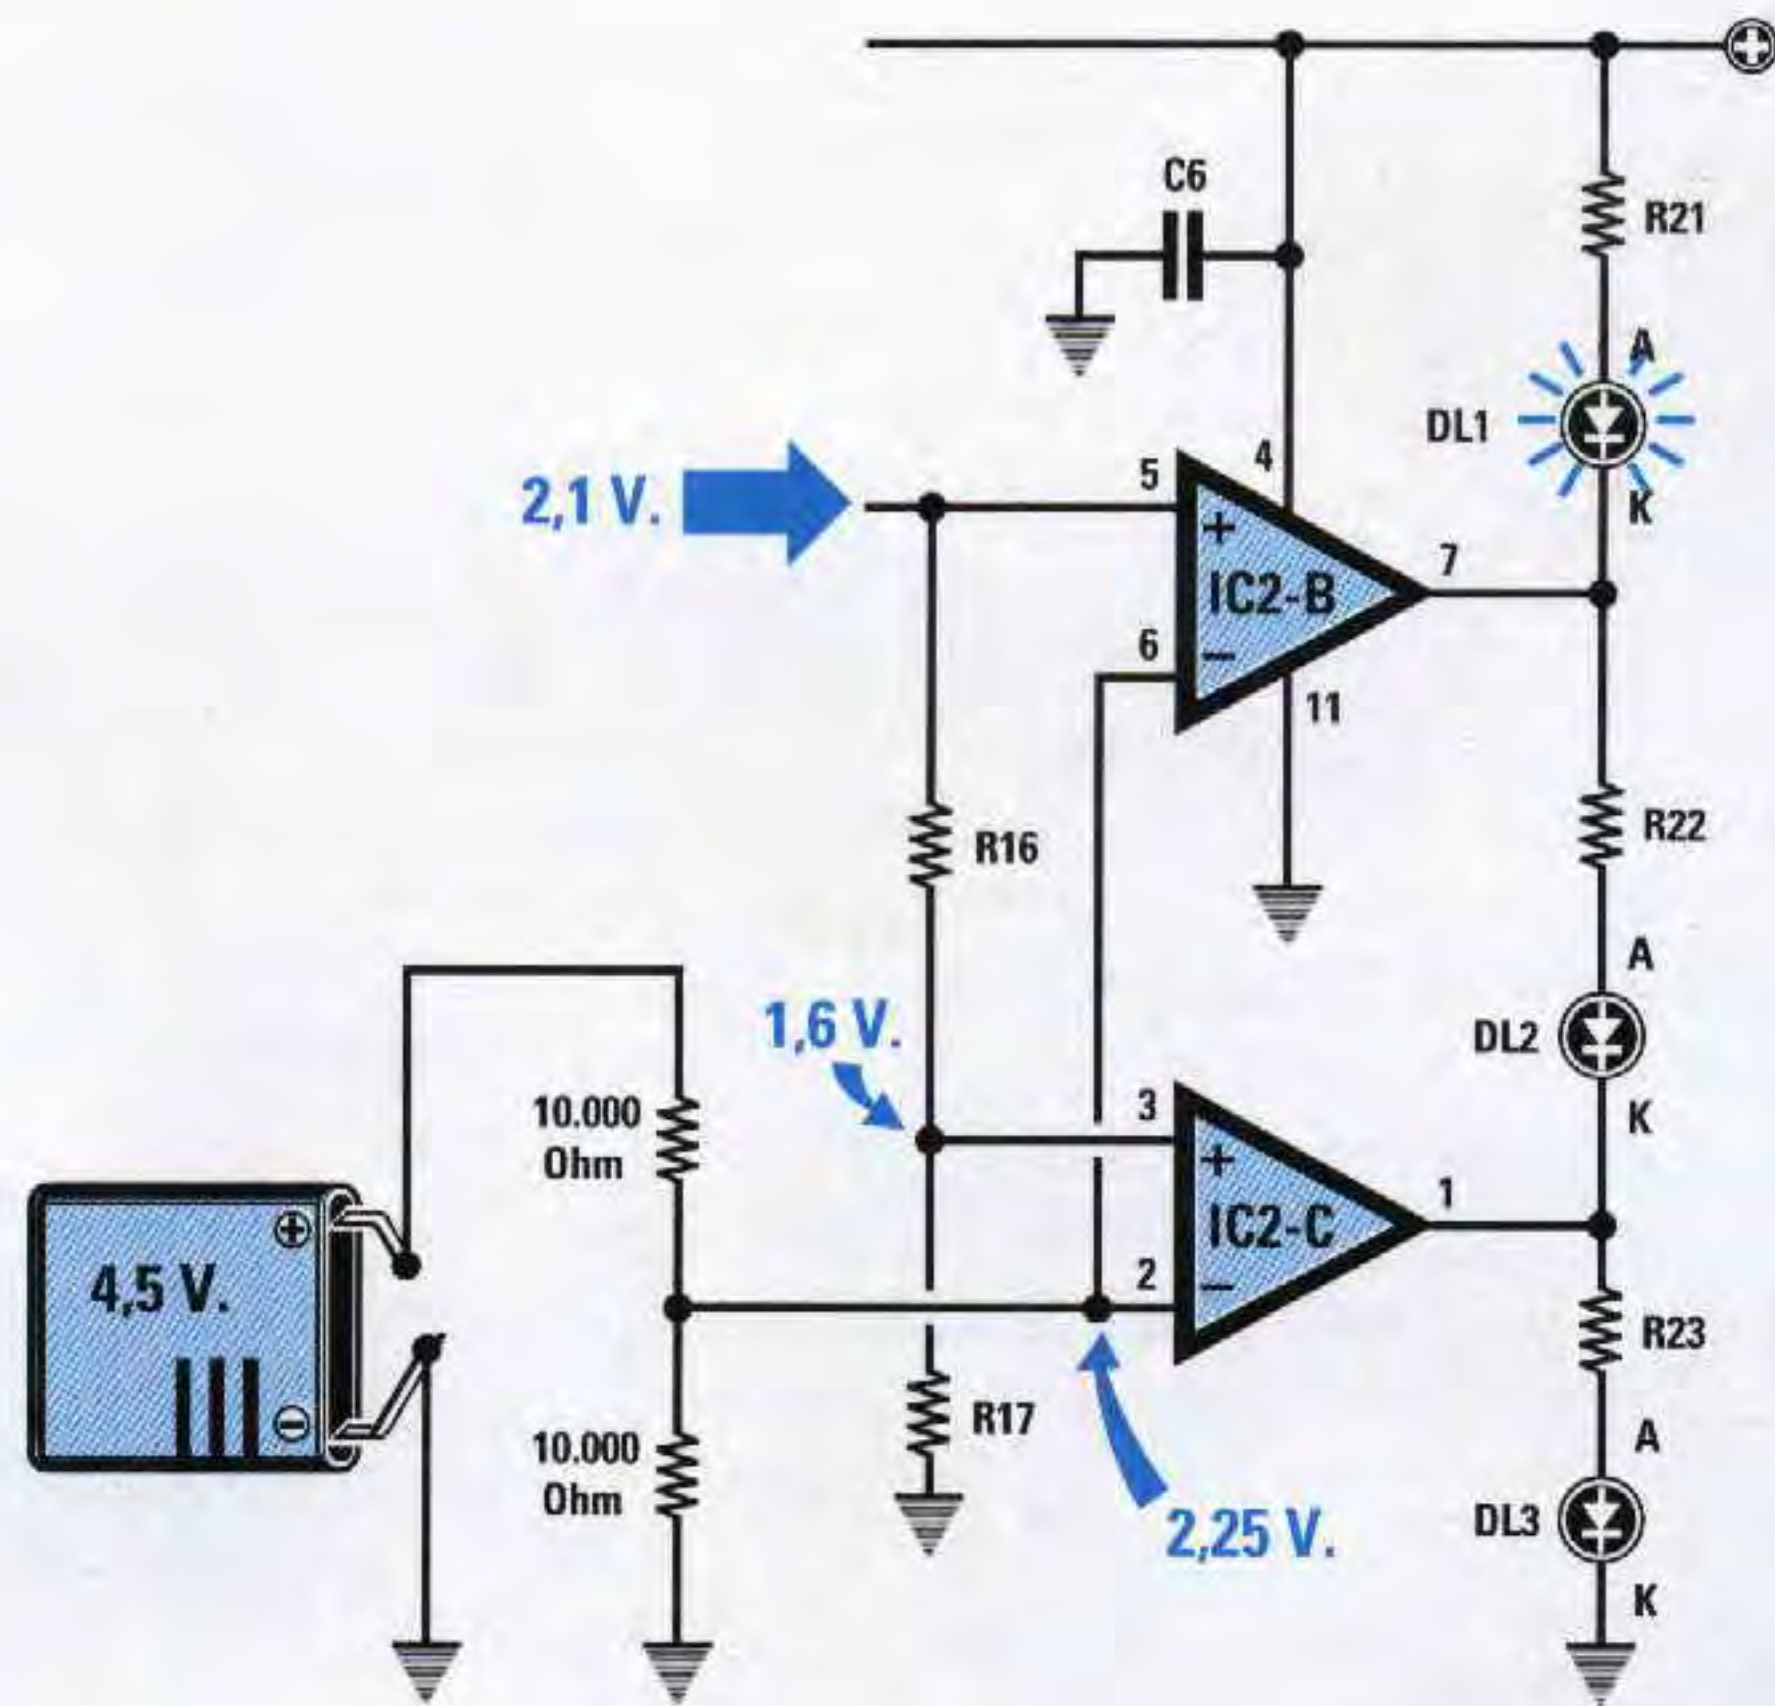 C6
R21
A
DL1
K
2,1 V.
5
4
+
IC2-B
7
6
−
11
R16
R22
A
1,6 V.
DL2
10.000
Ohm
3
K
+
4,5 V.
+
IC2-C
1
2
−
R23
−
R17
10.000
Ohm
A
DL3
2,25 V.
K
+